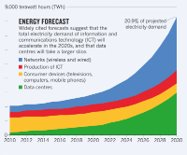 9,000 terawatt hours (TWh)
ENERGY FORECAST
Widely cited forecasts suggest that the
total electricity demand of information and
communications technology (ICT) will
accelerate in the 2020s, and that data
centres will take a larger slice.
Networks (wireless and wired)
Production of ICT
Consumer devices (televisions,
computers, mobile phones)
Data centres
20.9% of projected
electricity demand
2010 2012 2014 2016 2018 2020 2022 2024 2026 2028 2030